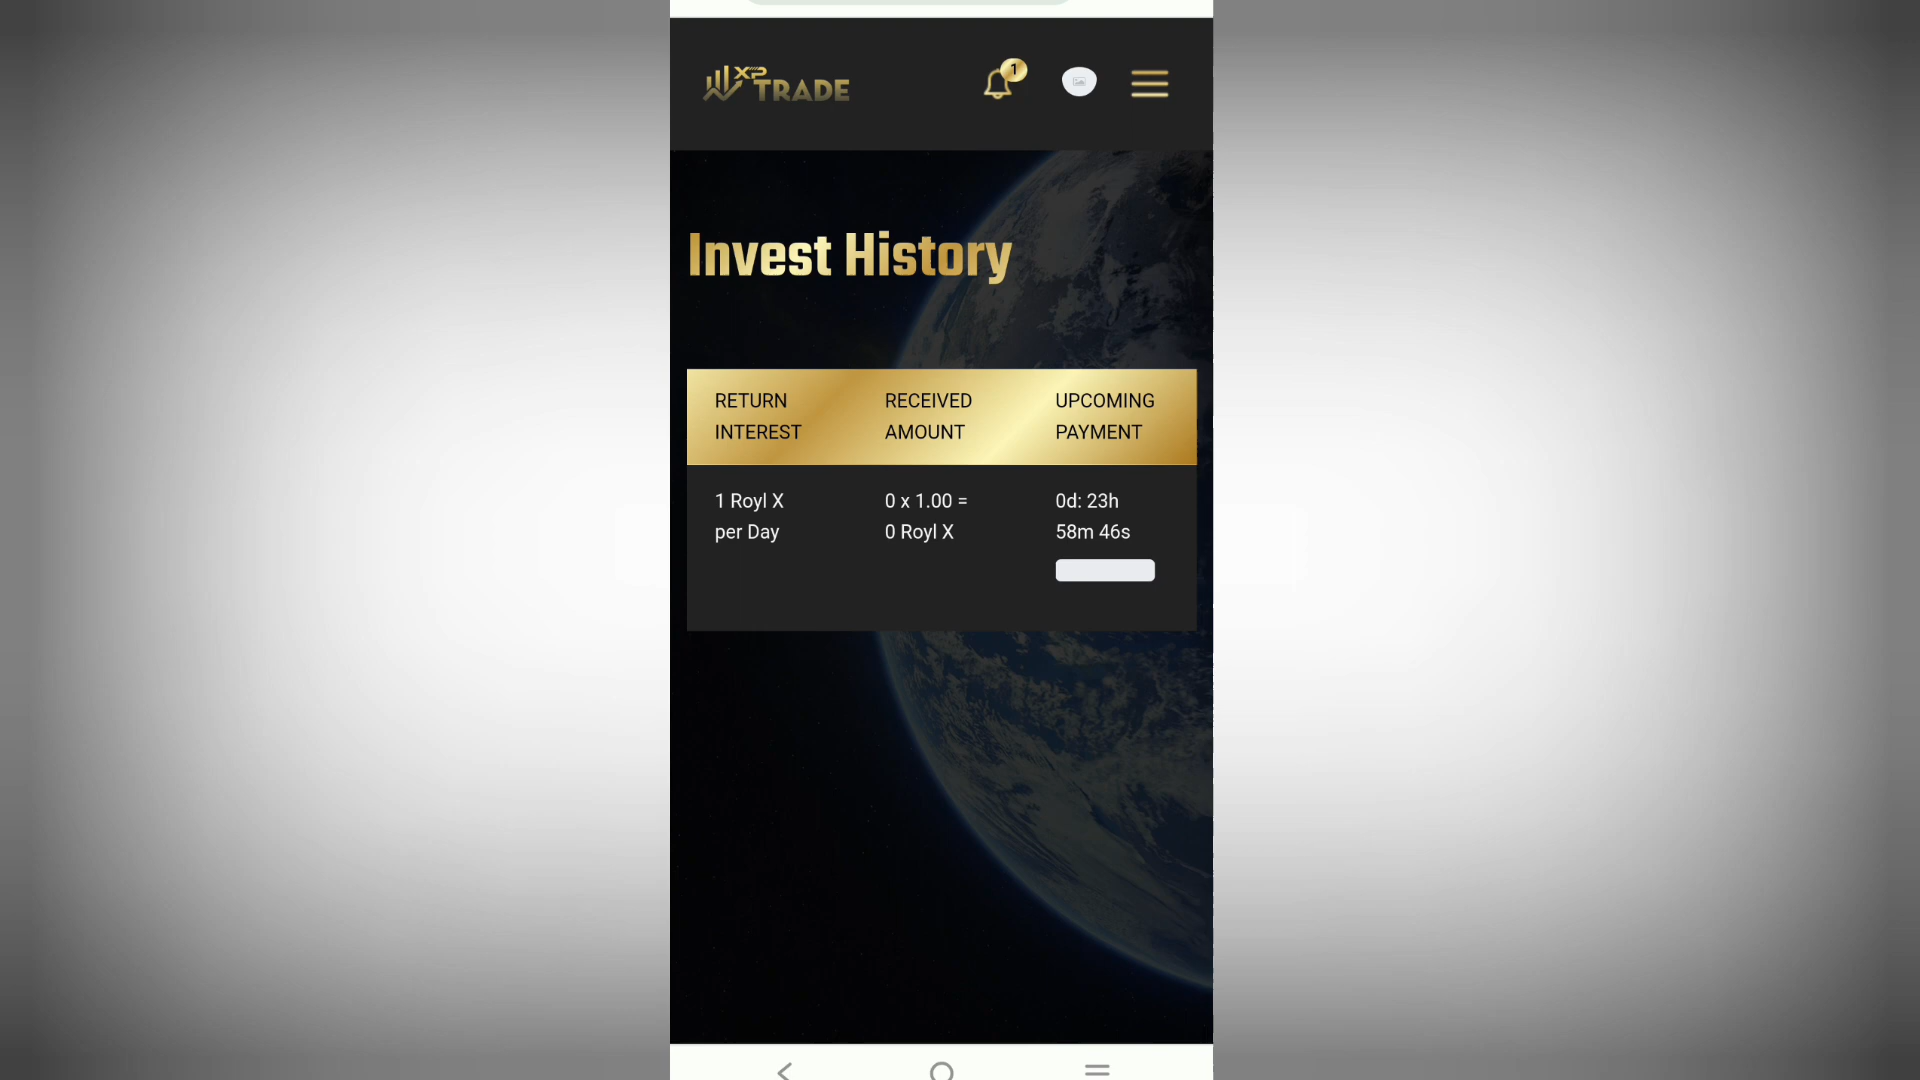 XP
TRADE
1
Invest History
RETURN INTEREST
RECEIVED AMOUNT
UPCOMING PAYMENT
1 Royl X per Day
0 x 1.00 = 0 Royl X
0d: 23h 58m 46s